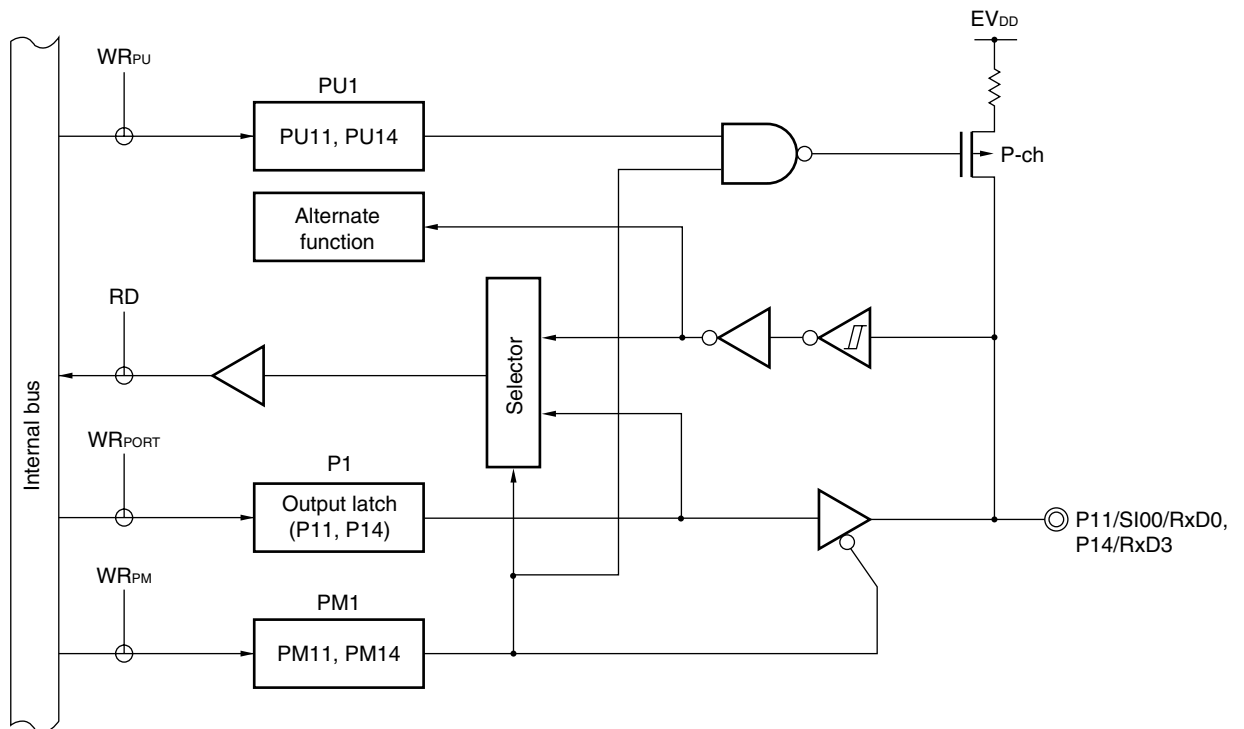 EVDD
WRPU
PU1
PU11, PU14
P-ch
Alternate
function
RD
Selector
Internal bus
WRPORT
P1
Output latch
(P11, P14)
P11/SI00/RxD0,
P14/RxD3
WRPM
PM1
PM11, PM14